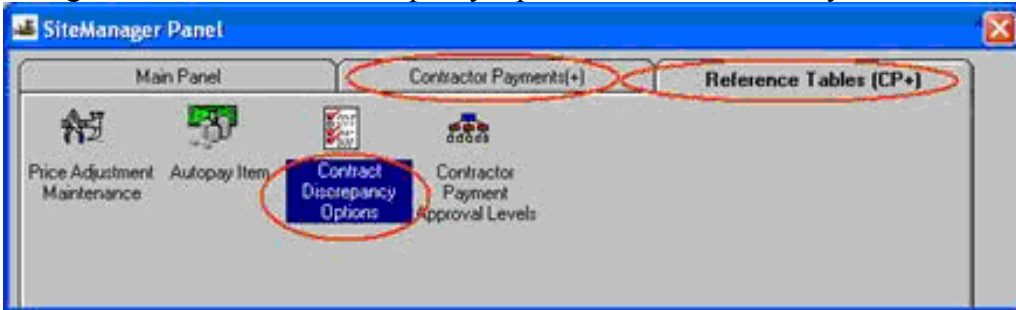 SiteManager Panel
Main Panel
Contractor Payments(+)
Reference Tables (CP+)
Price Adjustment
Maintenance
Autopay Item
Contract
Discrepancy
Options
Contractor
Payment
Approval Levels